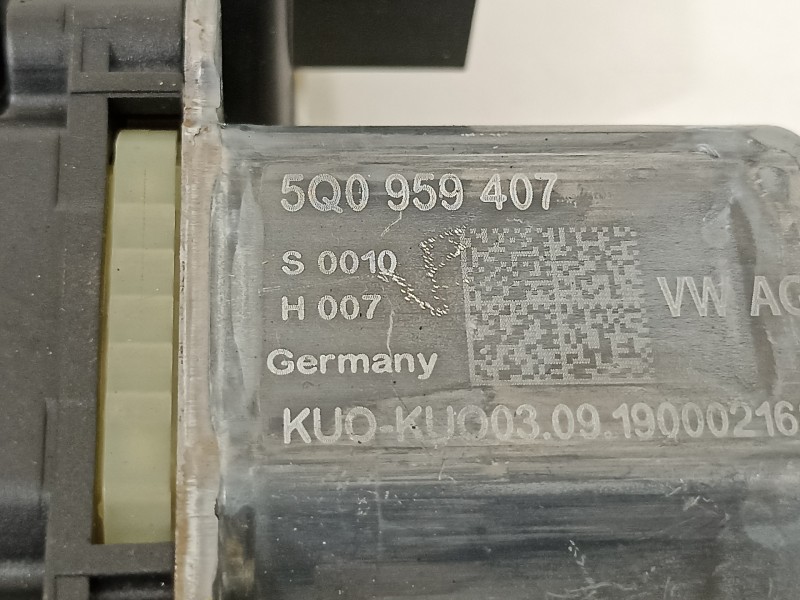 5Q0 959 407
S 0010
H 007
VW AG
Germany
KUO-KUO03.09.19000216